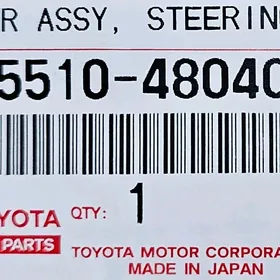 R ASSY, STEERIN
5510-48040
OYOTA
QTY: 1
PARTS
TOYOTA MOTOR CORPORA
MADE IN JAPAN